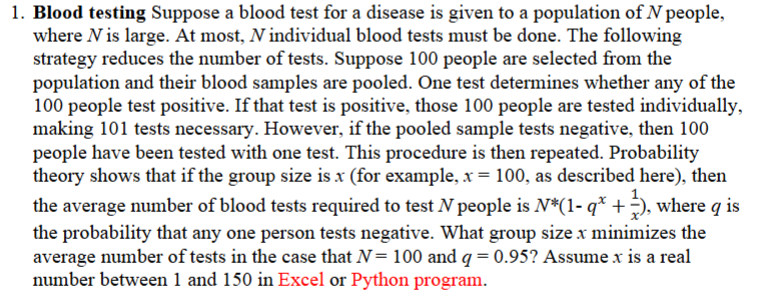 1. Blood testing Suppose a blood test for a disease is given to a population of N people,
where N is large. At most, N individual blood tests must be done. The following
strategy reduces the number of tests. Suppose 100 people are selected from the
population and their blood samples are pooled. One test determines whether any of the
100 people test positive. If that test is positive, those 100 people are tested individually,
making 101 tests necessary. However, if the pooled sample tests negative, then 100
people have been tested with one test. This procedure is then repeated. Probability
theory shows that if the group size is x (for example, x = 100, as described here), then
the average number of blood tests required to test N people is N*(1- qˣ + 1/x), where q is
the probability that any one person tests negative. What group size x minimizes the
average number of tests in the case that N = 100 and q = 0.95? Assume x is a real
number between 1 and 150 in Excel or Python program.